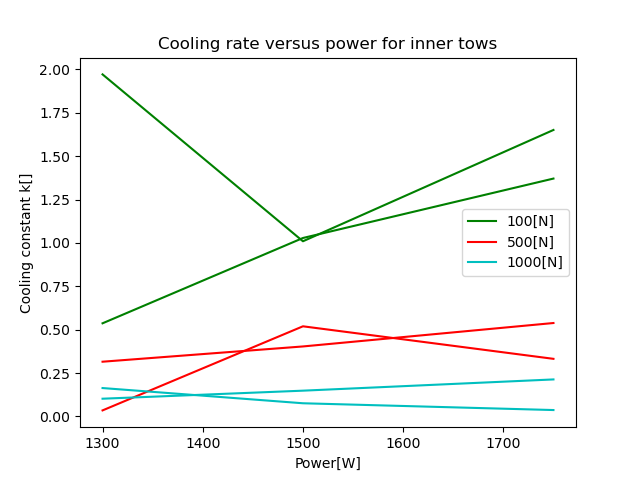 Cooling rate versus power for inner tows
2.00
1.75
1.50
1.25
1.00
0.75
0.50
0.25
0.00
Cooling constant k[]
100[N]
500[N]
1000[N]
1300 1400 1500 1600 1700
Power[W]